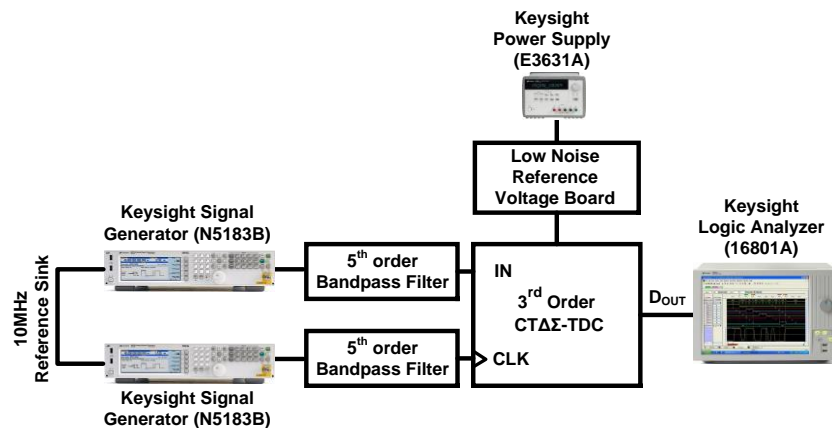 Keysight
Power Supply
(E3631A)
Low Noise
Reference
Voltage Board
Keysight
Logic Analyzer
(16801A)
Keysight Signal
Generator (N5183B)
5th order
Bandpass Filter
IN
3rd Order
CTΔΣ-TDC
DOUT
10MHz
Reference Sink
5th order
Bandpass Filter
CLK
Keysight Signal
Generator (N5183B)